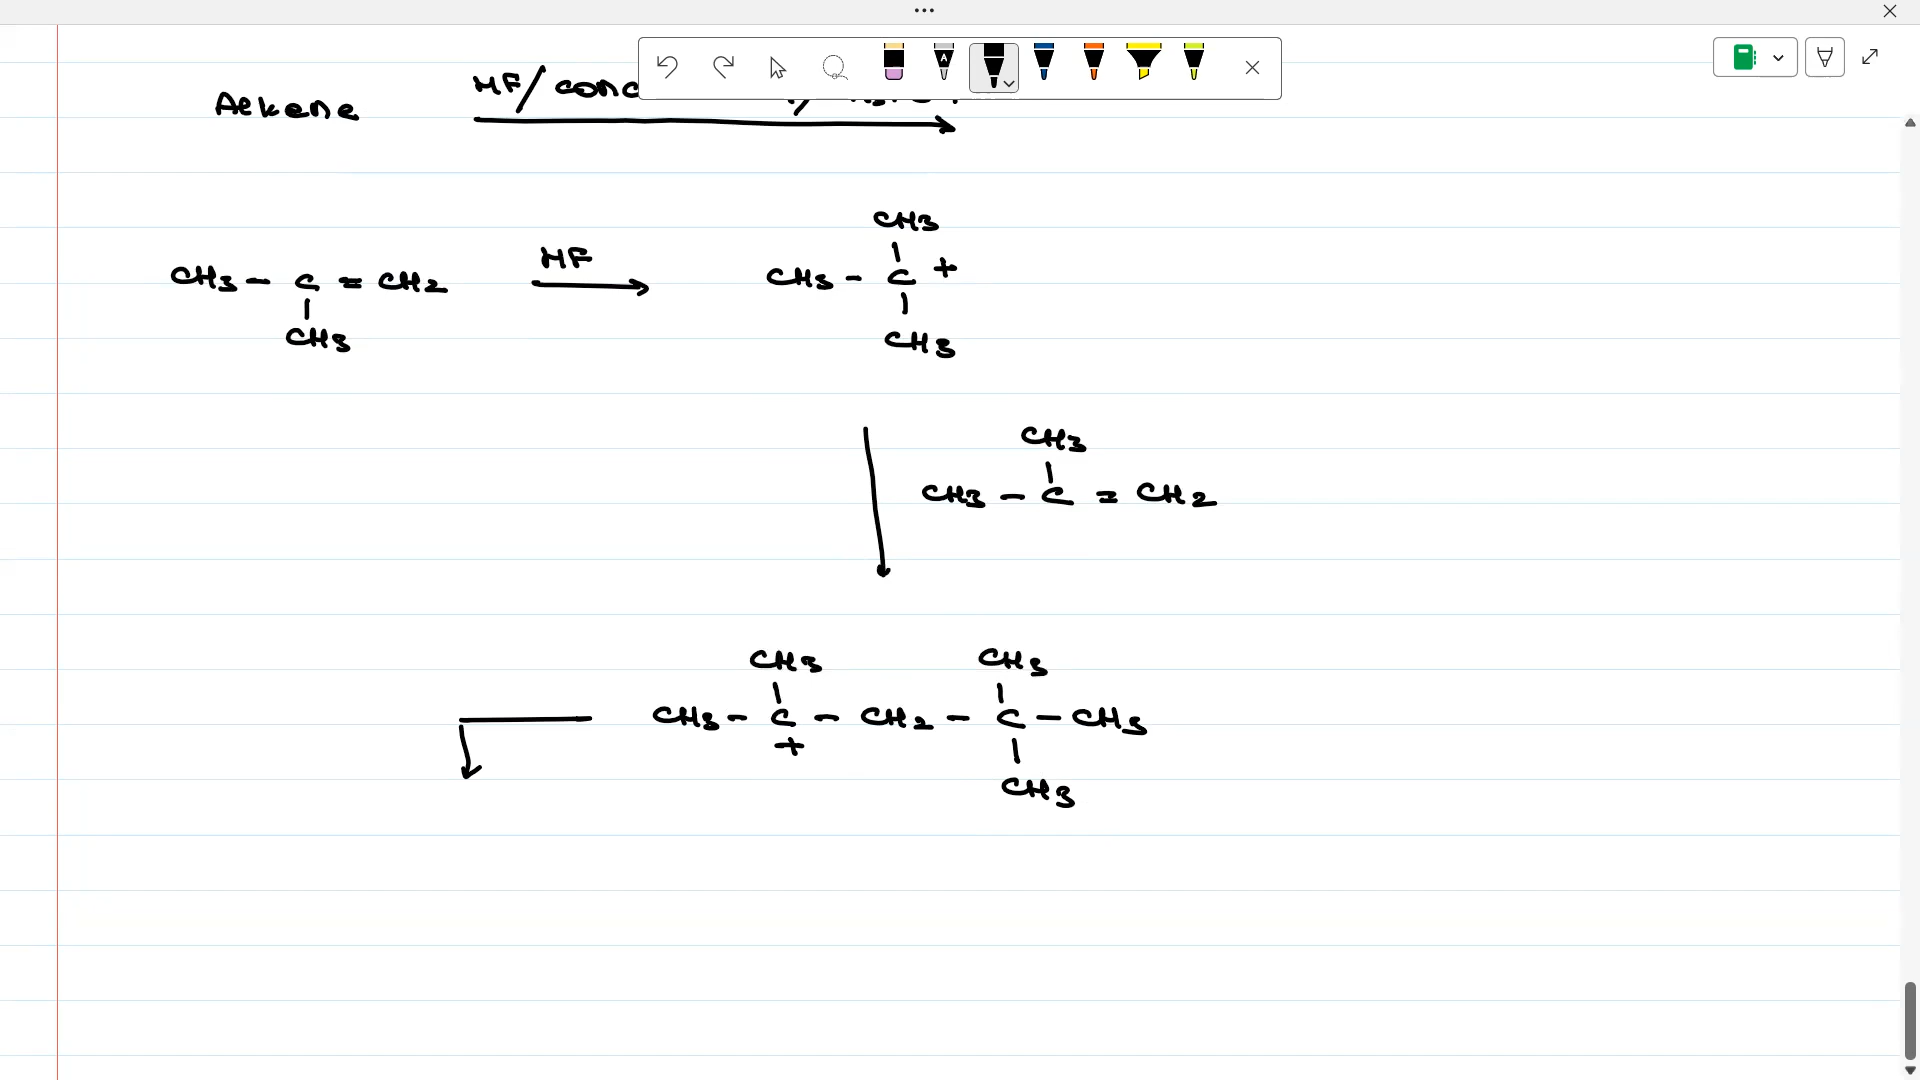 Alkene HF/conc
CH3 - C = CH2 HF CH3 - C +
CH3
CH3
CH3
CH3
CH3 - C = CH2
CH3 CH3
CH3 - C - CH2 - C - CH3
+
CH3